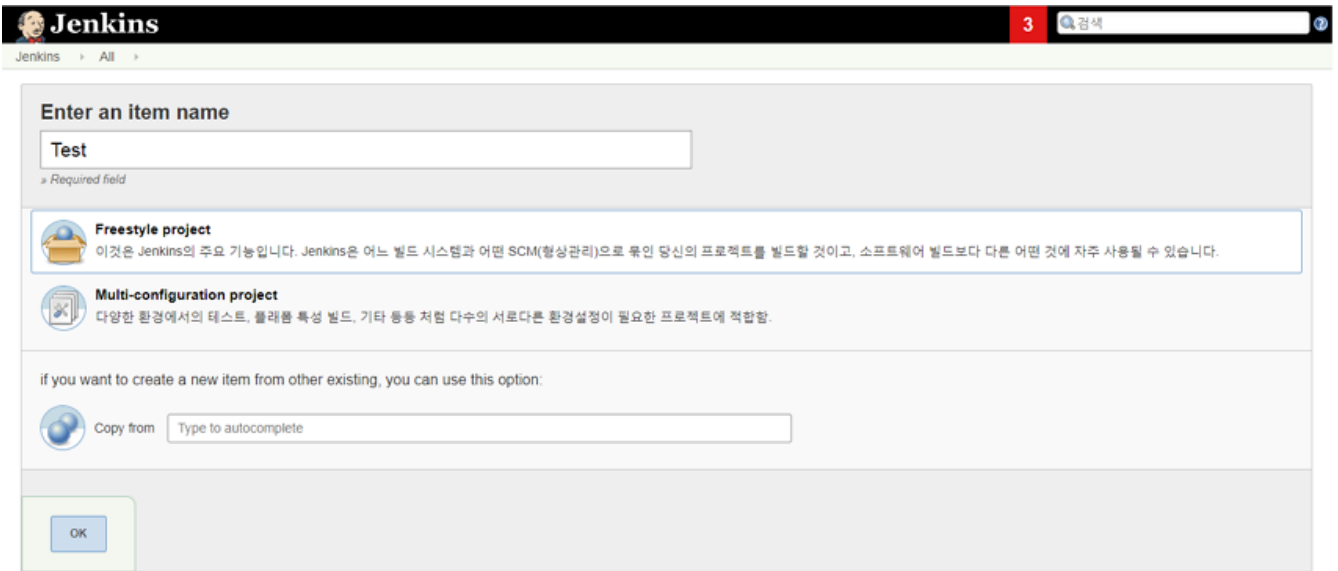 Jenkins
3
검색
Jenkins All
Enter an item name
Test
» Required field
Freestyle project
이것은 Jenkins의 주요 기능입니다. Jenkins은 어느 빌드 시스템과 어떤 SCM(형상관리)으로 묶인 당신의 프로젝트를 빌드할 것이고, 소프트웨어 빌드보다 다른 어떤 것에 자주 사용될 수 있습니다.
Multi-configuration project
다양한 환경에서의 테스트, 플래폼 특성 빌드, 기타 등등 처럼 다수의 서로다른 환경설정이 필요한 프로젝트에 적합함.
if you want to create a new item from other existing, you can use this option:
Copy from Type to autocomplete
OK